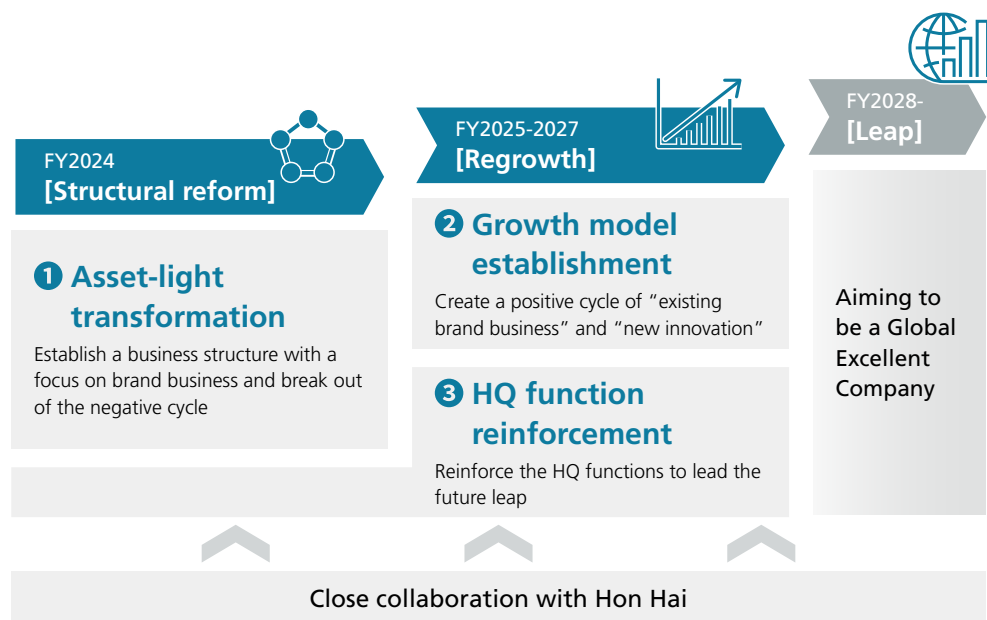 FY2024
[Structural reform]
1 Asset-light
transformation
Establish a business structure with a
focus on brand business and break out
of the negative cycle
FY2025-2027
[Regrowth]
2 Growth model
establishment
Create a positive cycle of “existing
brand business” and “new innovation”
3 HQ function
reinforcement
Reinforce the HQ functions to lead the
future leap
FY2028-
[Leap]
Aiming to
be a Global
Excellent
Company
Close collaboration with Hon Hai